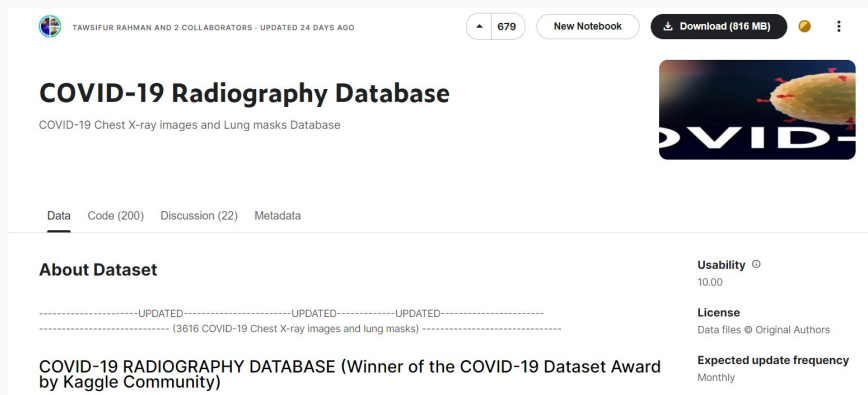 TAWSIFUR RAHMAN AND 2 COLLABORATORS · UPDATED 24 DAYS AGO
679
New Notebook
Download (816 MB)
COVID-19 Radiography Database
COVID-19 Chest X-ray images and Lung masks Database
OVID-
Data Code (200) Discussion (22) Metadata
About Dataset
----------------------UPDATED------------------------UPDATED-------------UPDATED-----------------------
----------------------------- (3616 COVID-19 Chest X-ray images and lung masks) -------------------------------
COVID-19 RADIOGRAPHY DATABASE (Winner of the COVID-19 Dataset Award
by Kaggle Community)
Usability
10.00
License
Data files © Original Authors
Expected update frequency
Monthly